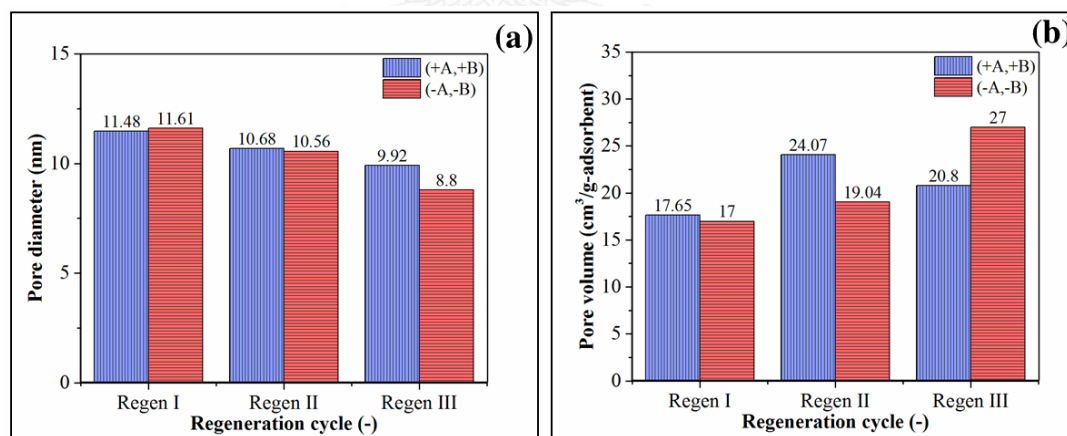 (a)
Pore diameter (nm)
15
10
5
0
(+A,+B)
(-A,-B)
11.48
11.61
10.68
10.56
9.92
8.8
Regen I
Regen II
Regen III
Regeneration cycle (-)
(b)
Pore volume (cm³/g-adsorbent)
35
30
25
20
15
10
5
0
(+A,+B)
(-A,-B)
17.65
17
24.07
19.04
20.8
27
Regen I
Regen II
Regen III
Regeneration cycle (-)